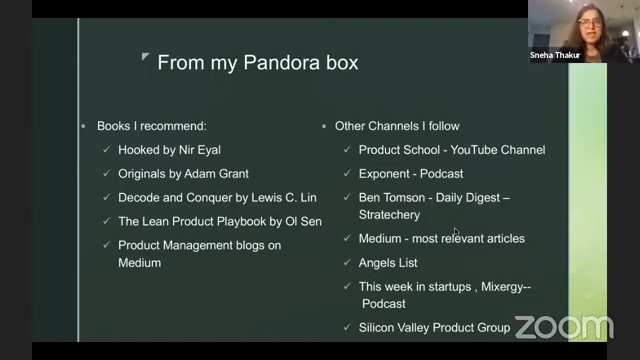 Sneha Thakur
From my Pandora box
Books I recommend:
Hooked by Nir Eyal
Originals by Adam Grant
Decode and Conquer by Lewis C. Lin
The Lean Product Playbook by Ol Sen
Product Management blogs on
Medium
Other Channels I follow
Product School - YouTube Channel
Exponent - Podcast
Ben Tomson - Daily Digest –
Stratechery
Medium - most relevant articles
Angels List
This week in startups , Mixergy--
Podcast
Silicon Valley Product Group
zoom